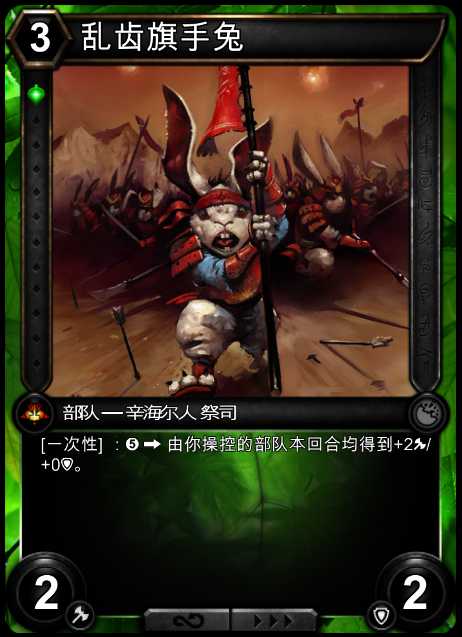 3 乱齿旗手兔
部队 — 辛海尔人 祭司
[一次性] : ❺ ➡ 由你操控的部队本回合均得到+2/
+0。
2 2